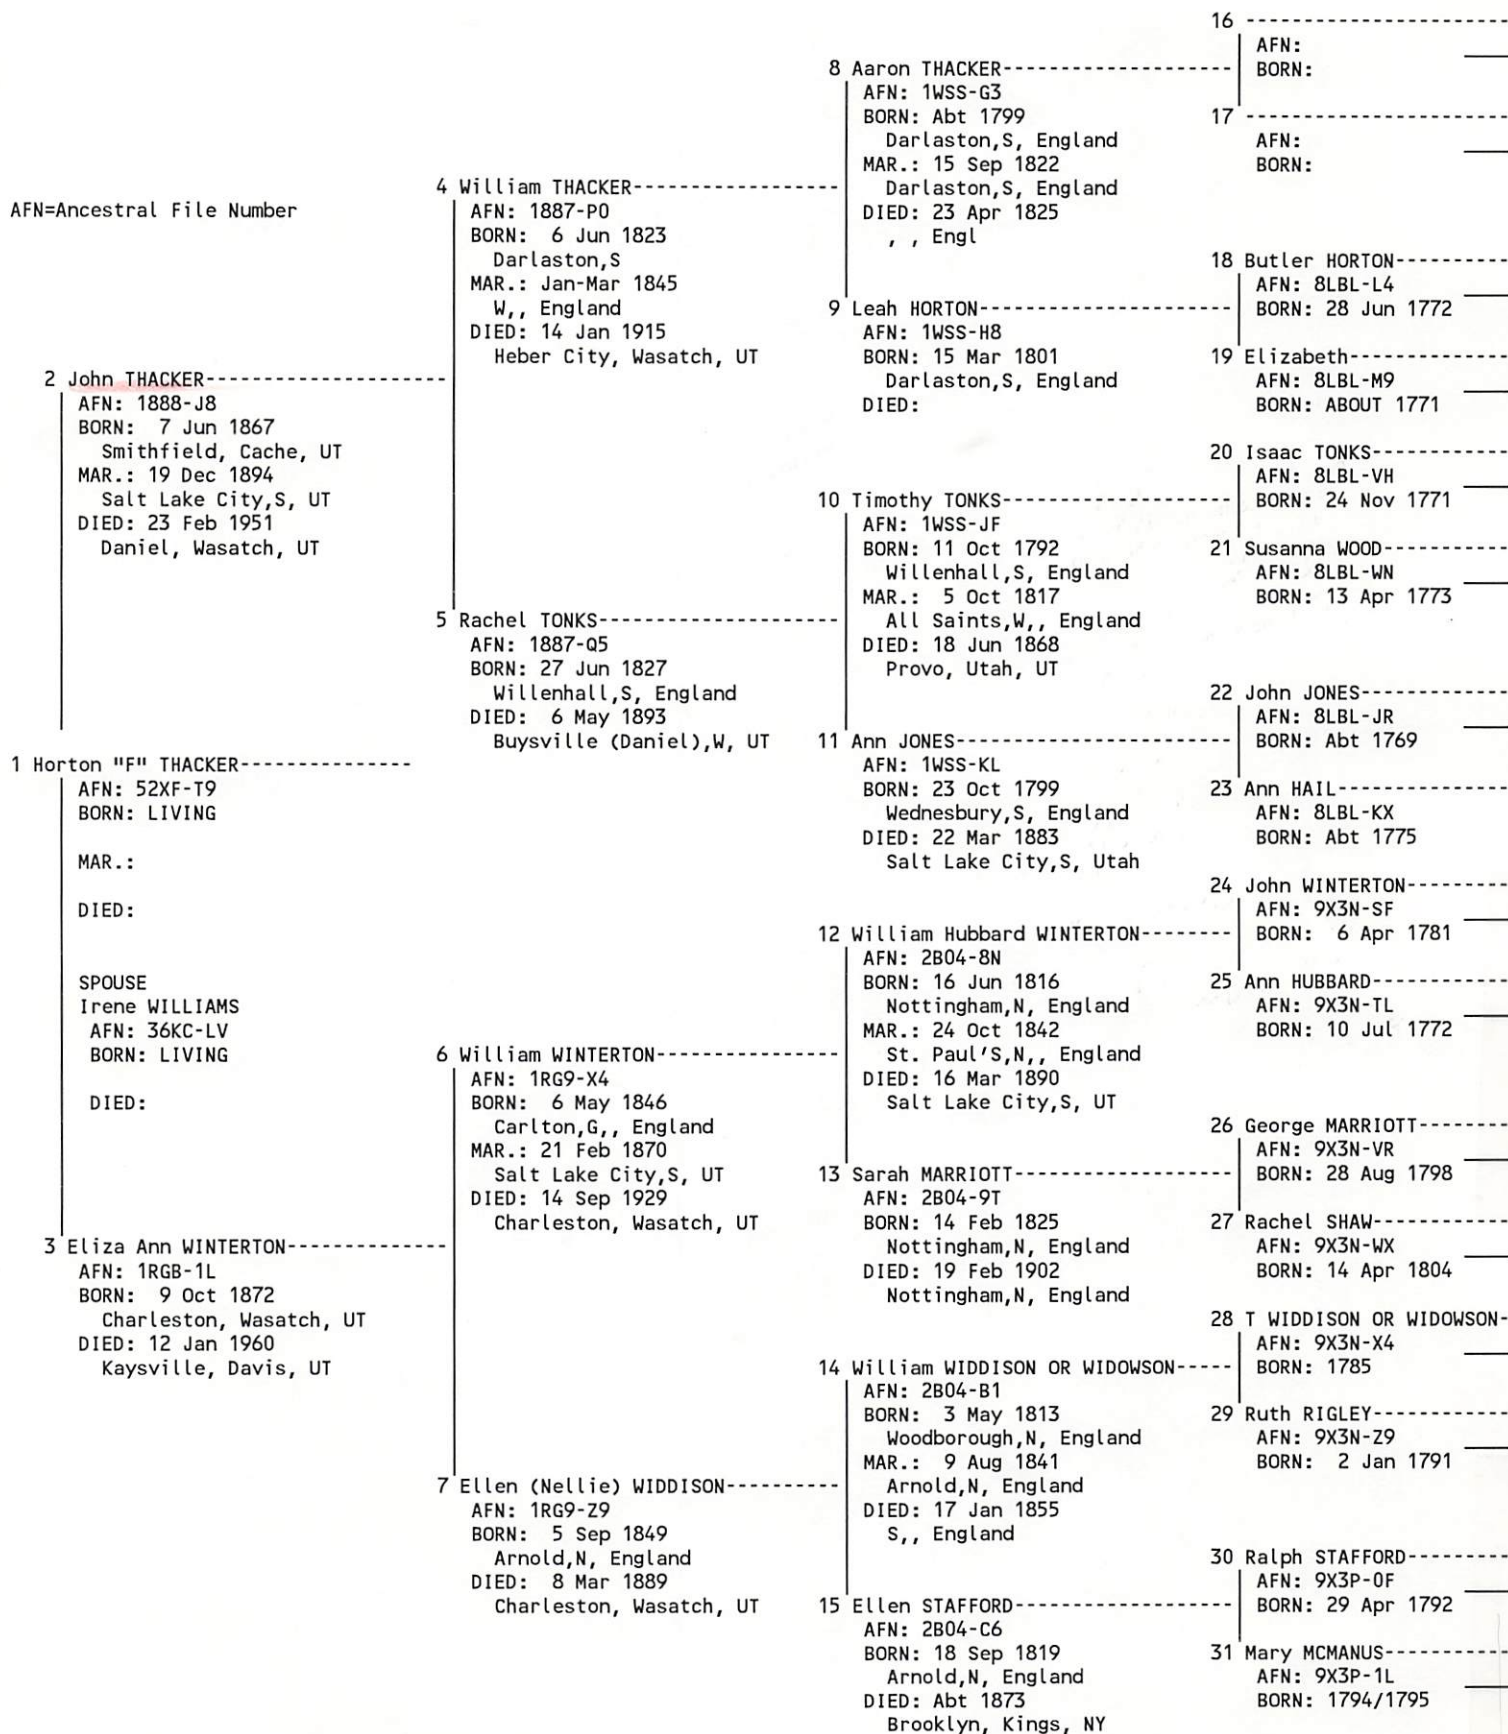 AFN=Ancestral File Number
1 Horton "F" THACKER---------------
AFN: 52XF-T9
BORN: LIVING
MAR.:
DIED:
SPOUSE
Irene WILLIAMS
AFN: 36KC-LV
BORN: LIVING
DIED:
2 John THACKER---------------------
AFN: 1888-J8
BORN:  7 Jun 1867
Smithfield, Cache, UT
MAR.: 19 Dec 1894
Salt Lake City,S, UT
DIED: 23 Feb 1951
Daniel, Wasatch, UT
3 Eliza Ann WINTERTON--------------
AFN: 1RGB-1L
BORN:  9 Oct 1872
Charleston, Wasatch, UT
DIED: 12 Jan 1960
Kaysville, Davis, UT
4 William THACKER------------------
AFN: 1887-P0
BORN:  6 Jun 1823
Darlaston,S
MAR.: Jan-Mar 1845
W,, England
DIED: 14 Jan 1915
Heber City, Wasatch, UT
5 Rachel TONKS---------------------
AFN: 1887-Q5
BORN: 27 Jun 1827
Willenhall,S, England
DIED:  6 May 1893
Buysville (Daniel),W, UT
6 William WINTERTON----------------
AFN: 1RG9-X4
BORN:  6 May 1846
Carlton,G,, England
MAR.: 21 Feb 1870
Salt Lake City,S, UT
DIED: 14 Sep 1929
Charleston, Wasatch, UT
7 Ellen (Nellie) WIDDISON----------
AFN: 1RG9-Z9
BORN:  5 Sep 1849
Arnold,N, England
DIED:  8 Mar 1889
Charleston, Wasatch, UT
8 Aaron THACKER--------------------
AFN: 1WSS-G3
BORN: Abt 1799
Darlaston,S, England
MAR.: 15 Sep 1822
Darlaston,S, England
DIED: 23 Apr 1825
, , Engl
9 Leah HORTON----------------------
AFN: 1WSS-H8
BORN: 15 Mar 1801
Darlaston,S, England
DIED:
10 Timothy TONKS--------------------
AFN: 1WSS-JF
BORN: 11 Oct 1792
Willenhall,S, England
MAR.:  5 Oct 1817
All Saints,W,, England
DIED: 18 Jun 1868
Provo, Utah, UT
11 Ann JONES------------------------
AFN: 1WSS-KL
BORN: 23 Oct 1799
Wednesbury,S, England
DIED: 22 Mar 1883
Salt Lake City,S, Utah
12 William Hubbard WINTERTON--------
AFN: 2B04-8N
BORN: 16 Jun 1816
Nottingham,N, England
MAR.: 24 Oct 1842
St. Paul'S,N,, England
DIED: 16 Mar 1890
Salt Lake City,S, UT
13 Sarah MARRIOTT-------------------
AFN: 2B04-9T
BORN: 14 Feb 1825
Nottingham,N, England
DIED: 19 Feb 1902
Nottingham,N, England
14 William WIDDISON OR WIDOWSON-----
AFN: 2B04-B1
BORN:  3 May 1813
Woodborough,N, England
MAR.:  9 Aug 1841
Arnold,N, England
DIED: 17 Jan 1855
S,, England
15 Ellen STAFFORD-------------------
AFN: 2B04-C6
BORN: 18 Sep 1819
Arnold,N, England
DIED: Abt 1873
Brooklyn, Kings, NY
16 -----------------------
AFN:
BORN:
17 -----------------------
AFN:
BORN:
18 Butler HORTON----------
AFN: 8LBL-L4
BORN: 28 Jun 1772
19 Elizabeth--------------
AFN: 8LBL-M9
BORN: ABOUT 1771
20 Isaac TONKS------------
AFN: 8LBL-VH
BORN: 24 Nov 1771
21 Susanna WOOD-----------
AFN: 8LBL-WN
BORN: 13 Apr 1773
22 John JONES-------------
AFN: 8LBL-JR
BORN: Abt 1769
23 Ann HAIL---------------
AFN: 8LBL-KX
BORN: Abt 1775
24 John WINTERTON---------
AFN: 9X3N-SF
BORN:  6 Apr 1781
25 Ann HUBBARD------------
AFN: 9X3N-TL
BORN: 10 Jul 1772
26 George MARRIOTT--------
AFN: 9X3N-VR
BORN: 28 Aug 1798
27 Rachel SHAW------------
AFN: 9X3N-WX
BORN: 14 Apr 1804
28 T WIDDISON OR WIDOWSON-
AFN: 9X3N-X4
BORN: 1785
29 Ruth RIGLEY------------
AFN: 9X3N-Z9
BORN:  2 Jan 1791
30 Ralph STAFFORD---------
AFN: 9X3P-0F
BORN: 29 Apr 1792
31 Mary MCMANUS-----------
AFN: 9X3P-1L
BORN: 1794/1795